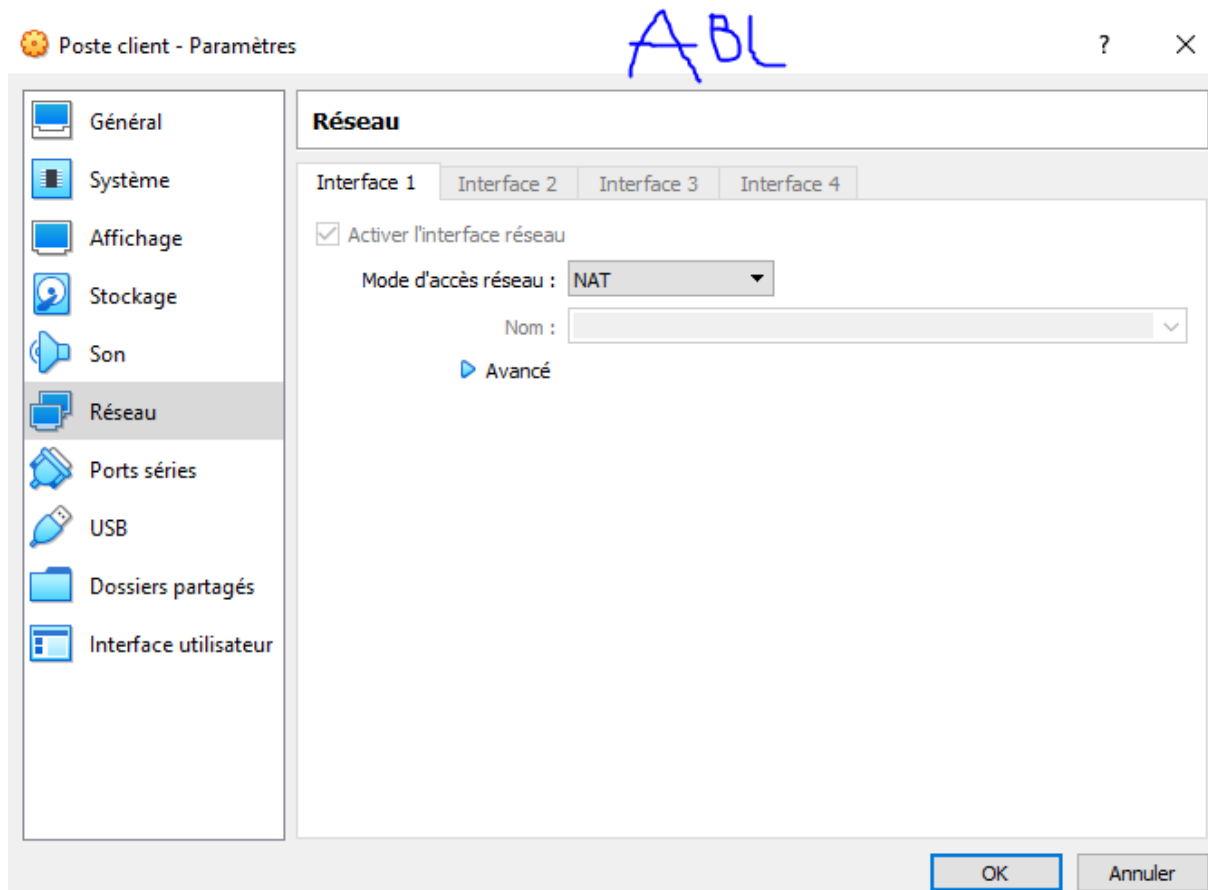 Poste client - Paramètres
ABL
?
Général
Système
Affichage
Stockage
Son
Réseau
Ports séries
USB
Dossiers partagés
Interface utilisateur
Réseau
Interface 1 Interface 2 Interface 3 Interface 4
Activer l'interface réseau
Mode d'accès réseau : NAT
Nom :
Avancé
OK Annuler